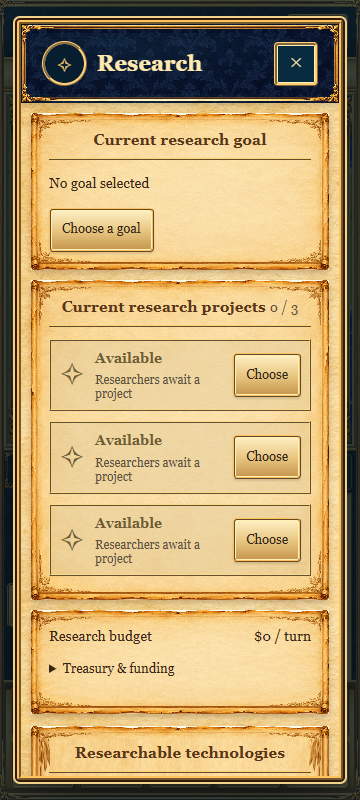 Research
×
Current research goal
No goal selected
Choose a goal
Current research projects 0 / 3
Available
Researchers await a
project
Choose
Available
Researchers await a
project
Choose
Available
Researchers await a
project
Choose
Research budget
$0 / turn
Treasury & funding
Researchable technologies